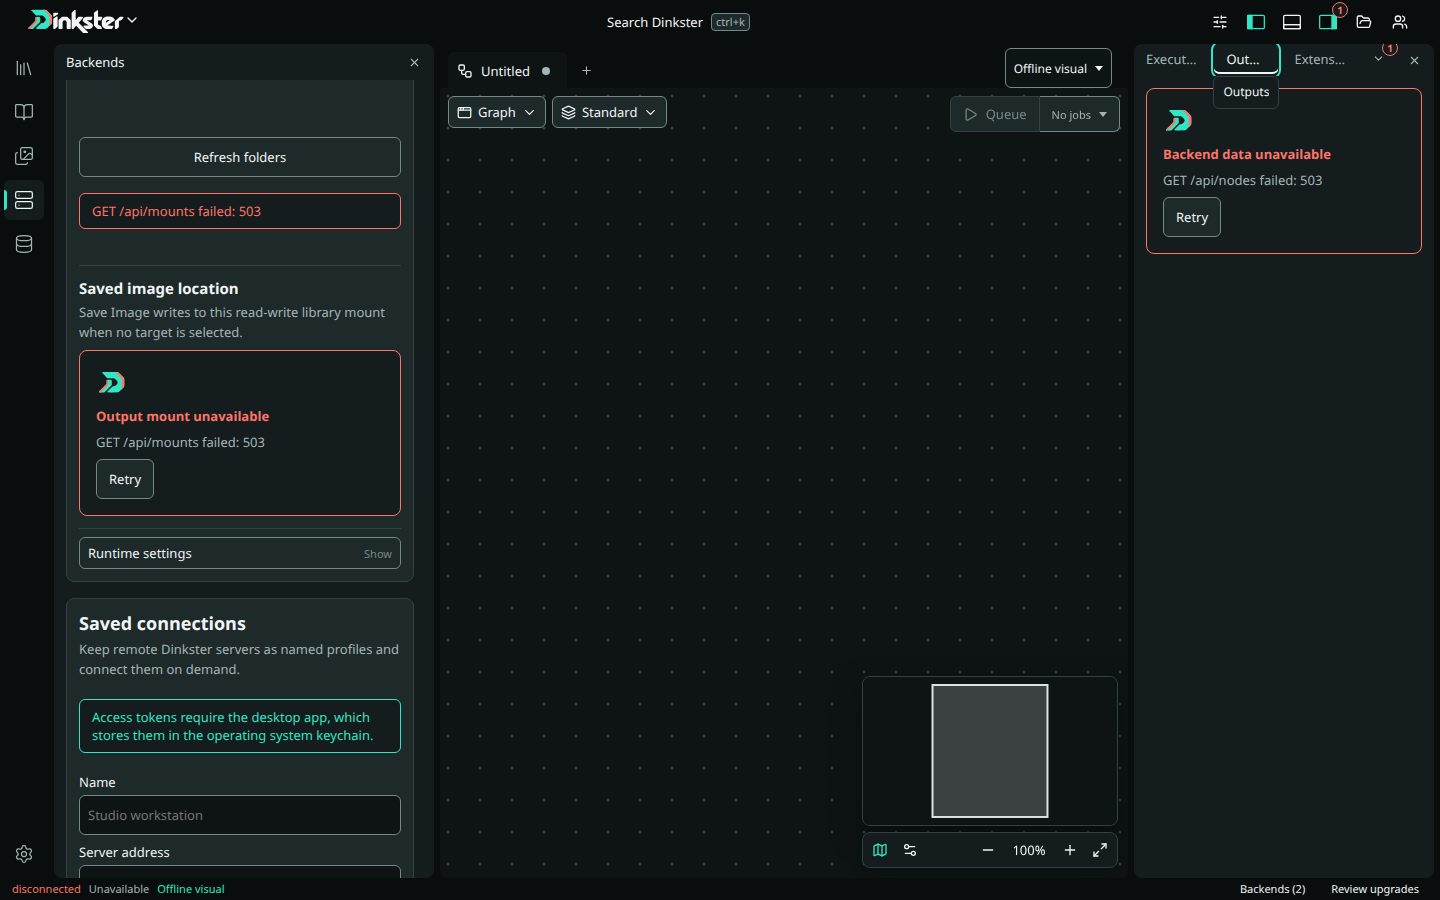 Dinkster
Search Dinkster ctrl+k
1
Backends
Refresh folders
GET /api/mounts failed: 503
Saved image location
Save Image writes to this read-write library mount
when no target is selected.
Output mount unavailable
GET /api/mounts failed: 503
Retry
Runtime settings Show
Saved connections
Keep remote Dinkster servers as named profiles and
connect them on demand.
Access tokens require the desktop app, which
stores them in the operating system keychain.
Name
Studio workstation
Server address
Untitled
Offline visual
Graph Standard
Queue No jobs
100%
Execut... Out... Extens... 1
Outputs
Backend data unavailable
GET /api/nodes failed: 503
Retry
disconnected Unavailable Offline visual
Backends (2) Review upgrades